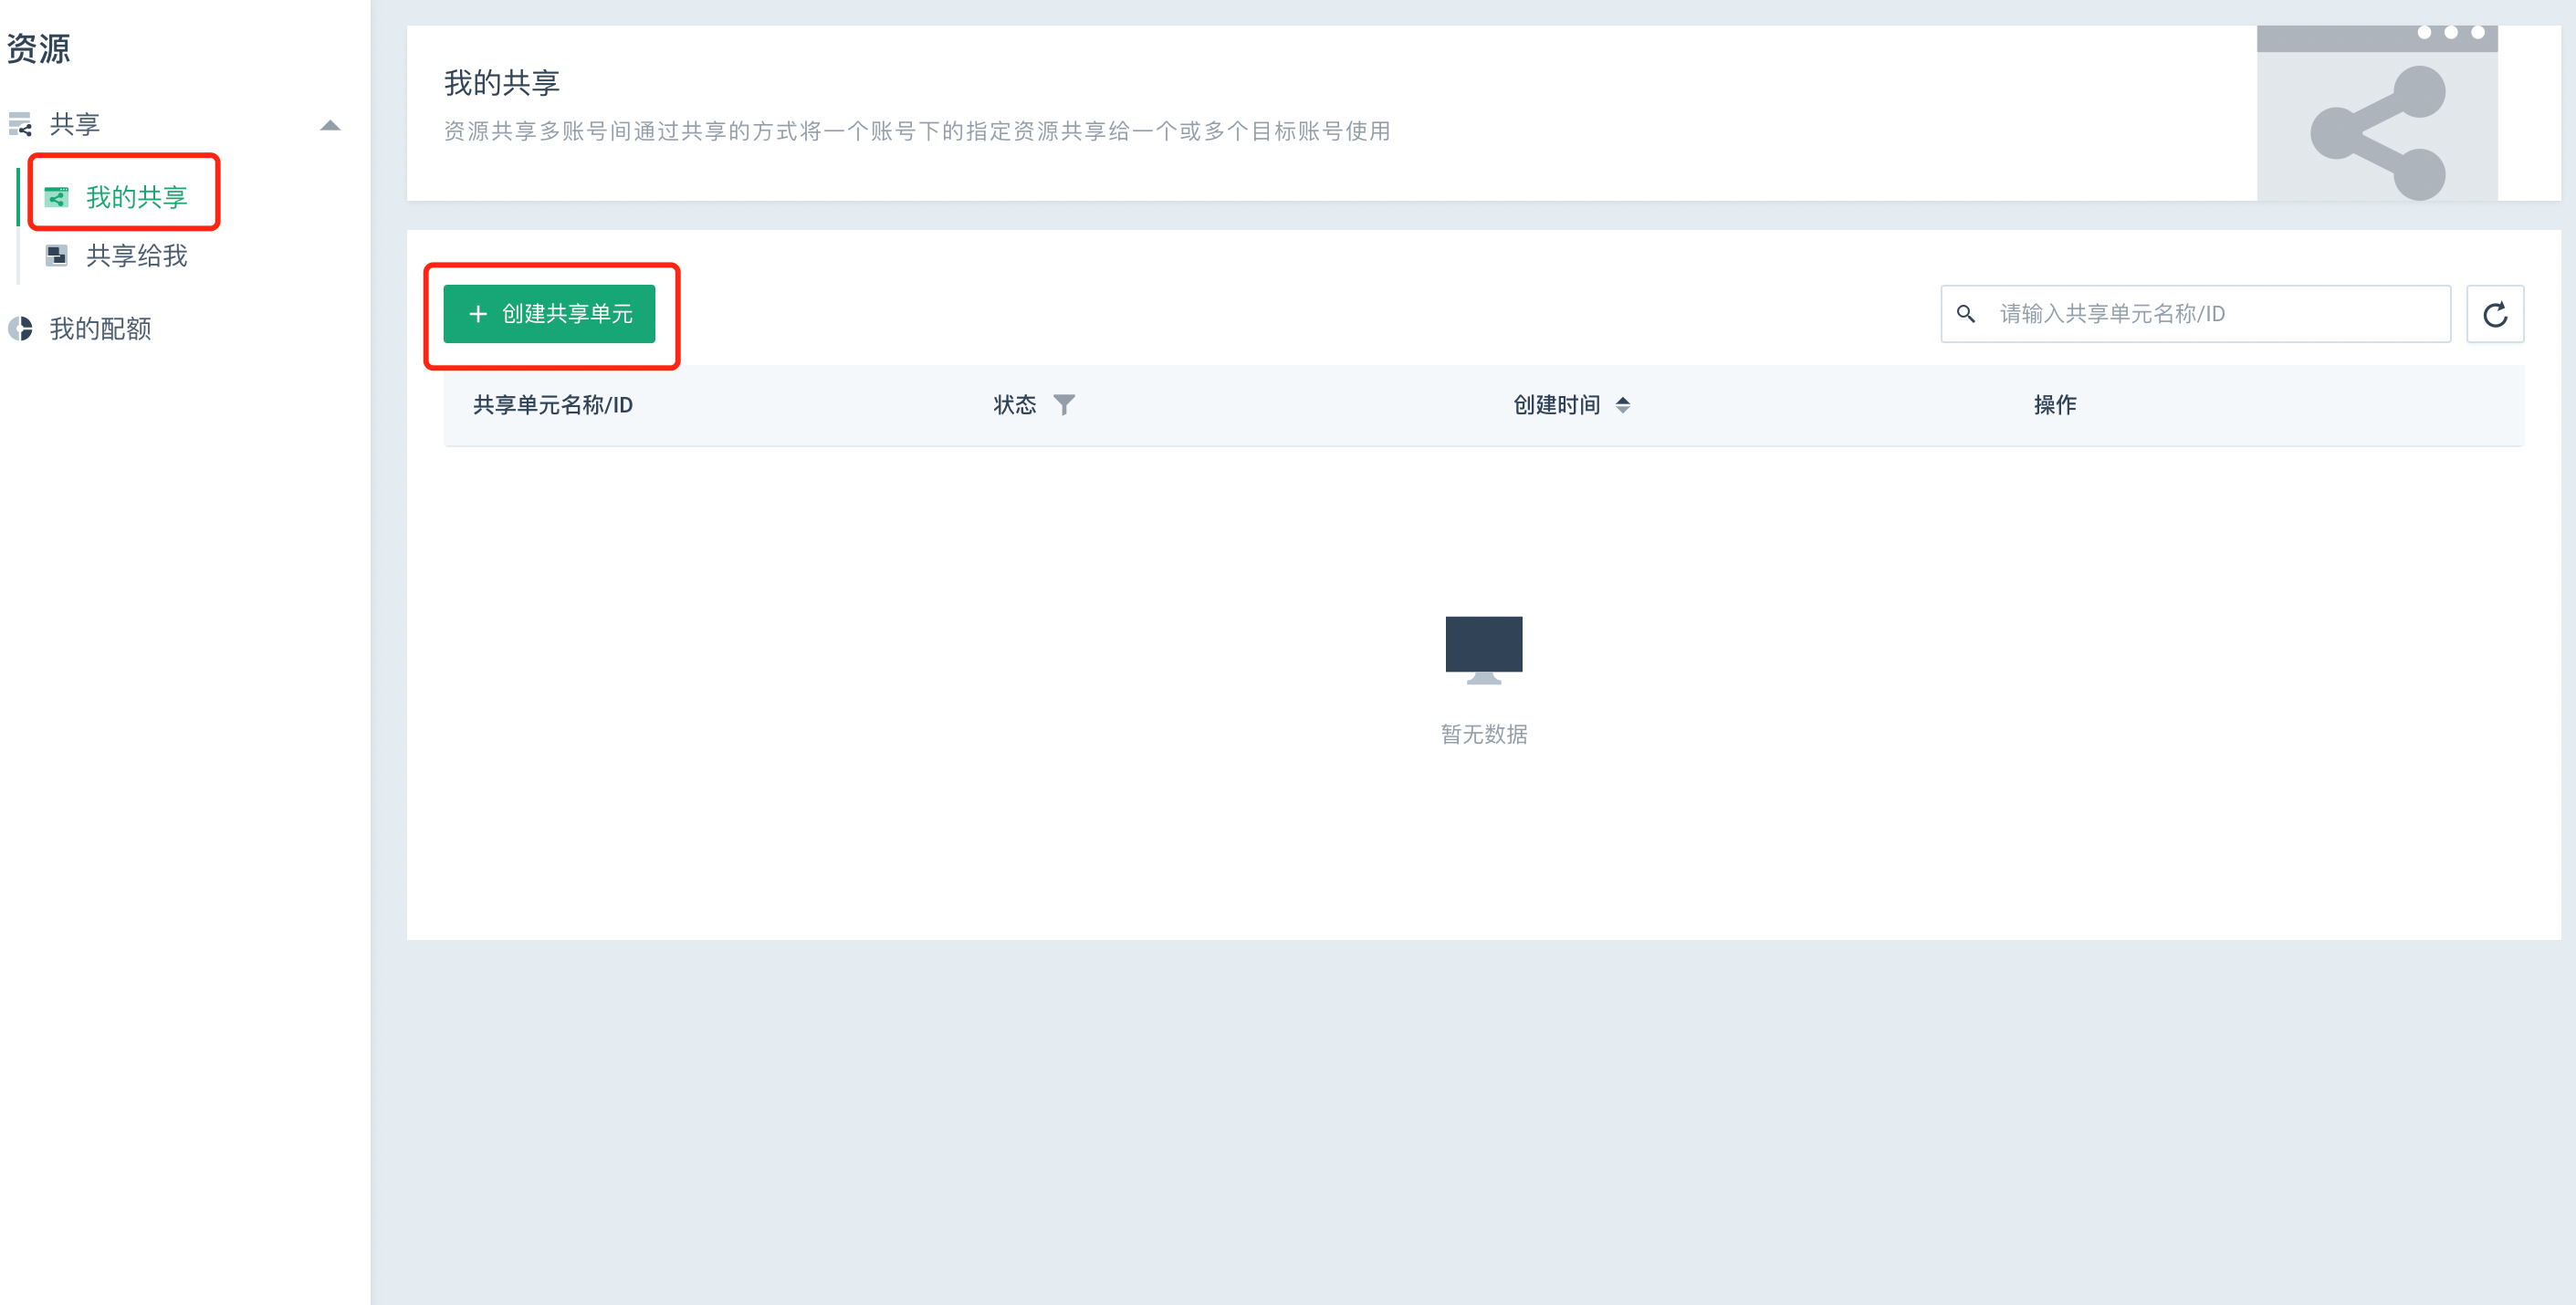 资源
共享
我的共享
共享给我
我的配额
我的共享
资源共享多账号间通过共享的方式将一个账号下的指定资源共享给一个或多个目标账号使用
+ 创建共享单元
请输入共享单元名称/ID
共享单元名称/ID 状态 创建时间 操作
暂无数据